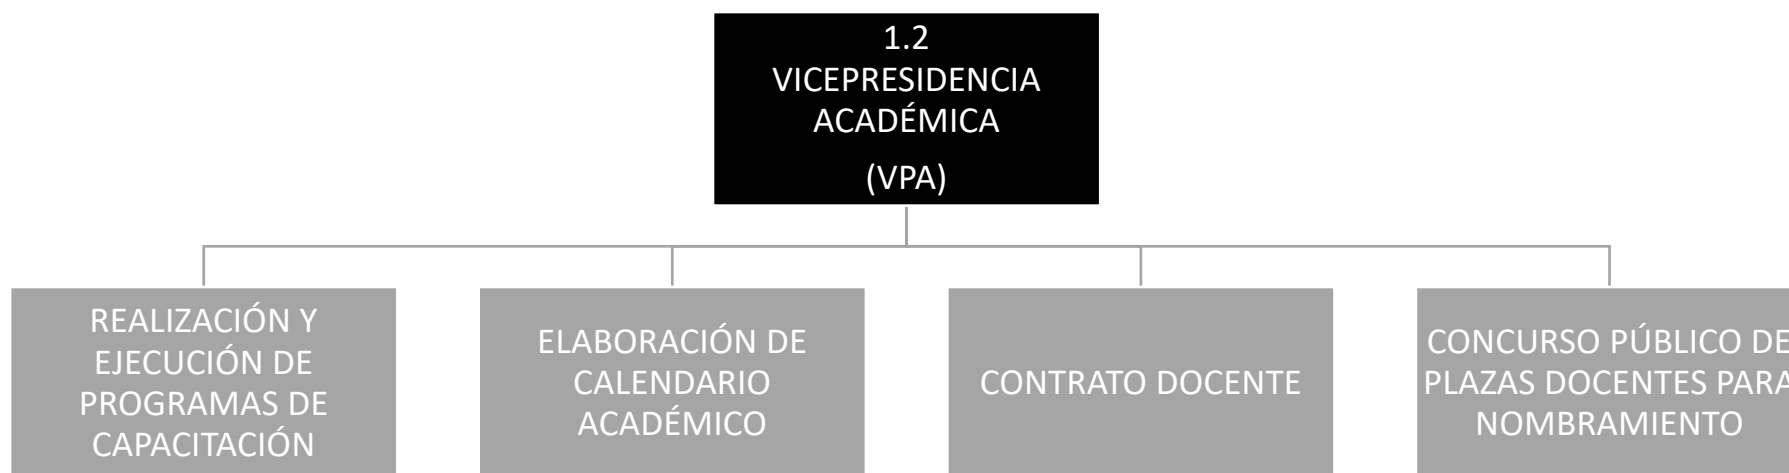 1.2
VICEPRESIDENCIA
ACADÉMICA
(VPA)
REALIZACIÓN Y
EJECUCIÓN DE
PROGRAMAS DE
CAPACITACIÓN
ELABORACIÓN DE
CALENDARIO
ACADÉMICO
CONTRATO DOCENTE
CONCURSO PÚBLICO DE
PLAZAS DOCENTES PARA
NOMBRAMIENTO